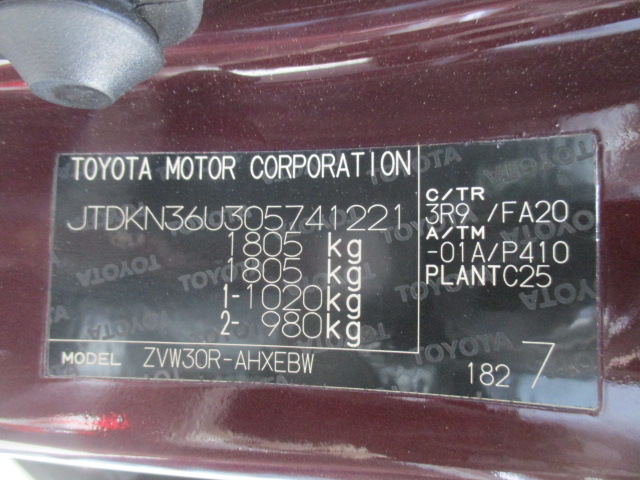 TOYOTA MOTOR CORPORATION
JTDKN36U305741221
1805 kg
1805 kg
1-1020kg
2- 980kg
C/TR
3R9 /FA20
A/TM
-01A/P410
PLANTC25
MODEL ZVW30R-AHXEBW
182 7